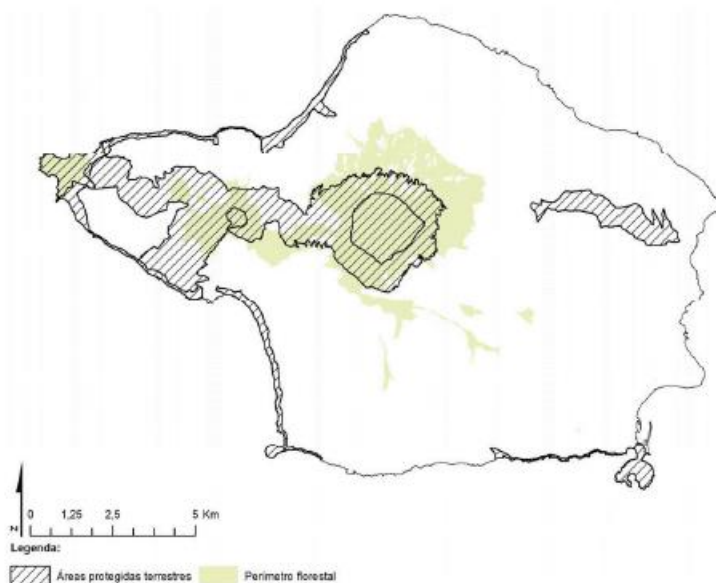 0 1,25 2,5 5 Km
N
Legenda:
Áreas protegidas terrestres Perímetro florestal